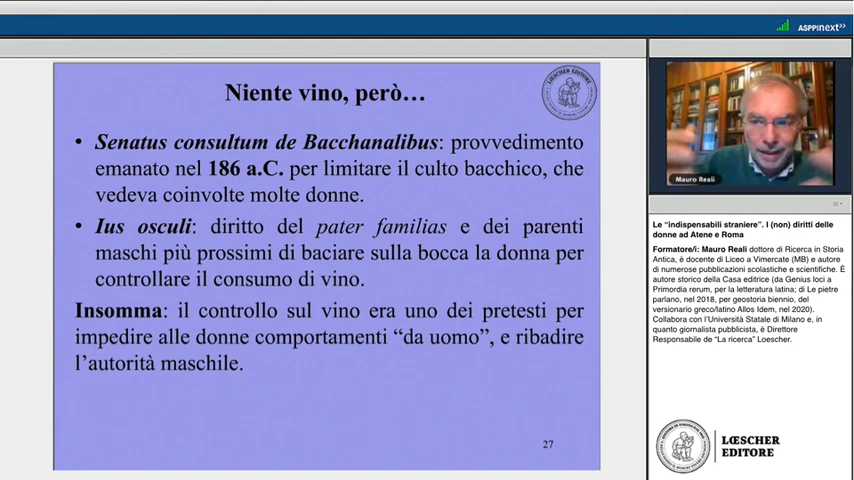 ASPPInext>>
Niente vino, però…
• Senatus consultum de Bacchanalibus: provvedimento
emanato nel 186 a.C. per limitare il culto bacchico, che
vedeva coinvolte molte donne.
• Ius osculi: diritto del pater familias e dei parenti
maschi più prossimi di baciare sulla bocca la donna per
controllare il consumo di vino.
Insomma: il controllo sul vino era uno dei pretesti per
impedire alle donne comportamenti “da uomo”, e ribadire
l’autorità maschile.
27
Mauro Reali
Le “indispensabili straniere”. I (non) diritti delle
donne ad Atene e Roma
Formatore/i: Mauro Reali dottore di Ricerca in Storia
Antica, è docente di Liceo a Vimercate (MB) e autore
di numerose pubblicazioni scolastiche e scientifiche. È
autore storico della Casa editrice (da Genius loci a
Primordia rerum, per la letteratura latina; di Le pietre
parlano, nel 2018, per geostoria biennio, del
versionario greco/latino Allos Idem, nel 2020).
Collabora con l’Università Statale di Milano e, in
quanto giornalista pubblicista, è Direttore
Responsabile de “La ricerca” Loescher.
LŒSCHER
EDITORE